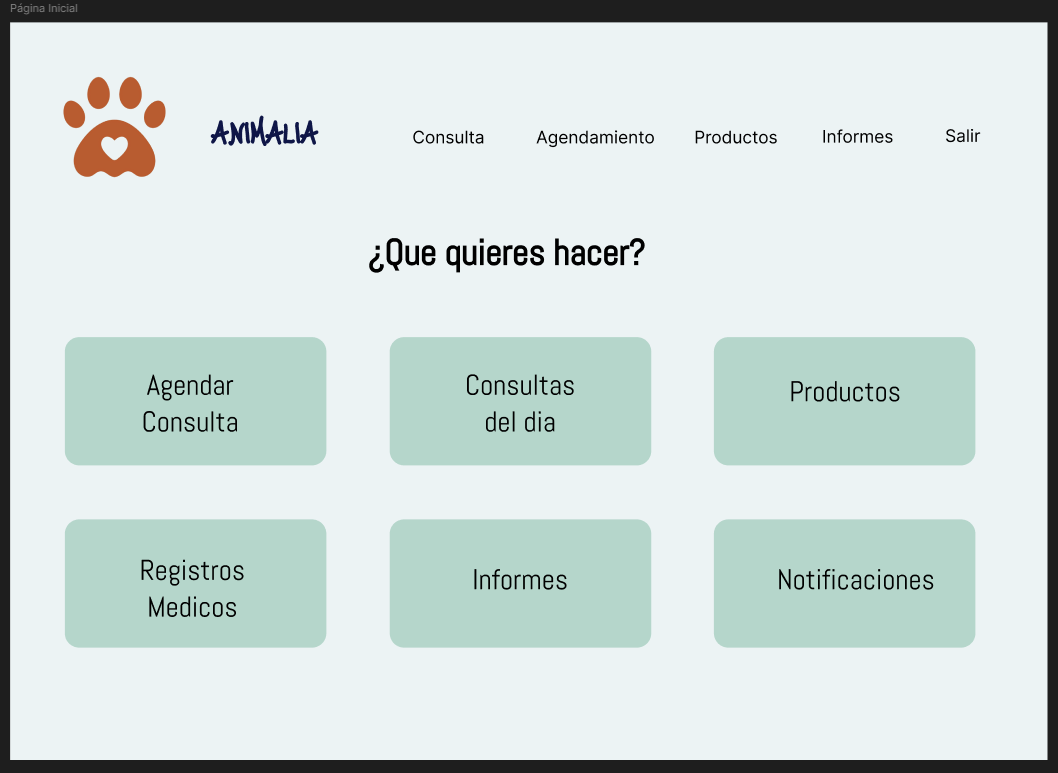 Página Inicial
ANIMALIA
Consulta
Agendamiento
Productos
Informes
Salir
¿Que quieres hacer?
Agendar
Consulta
Consultas
del dia
Productos
Registros
Medicos
Informes
Notificaciones